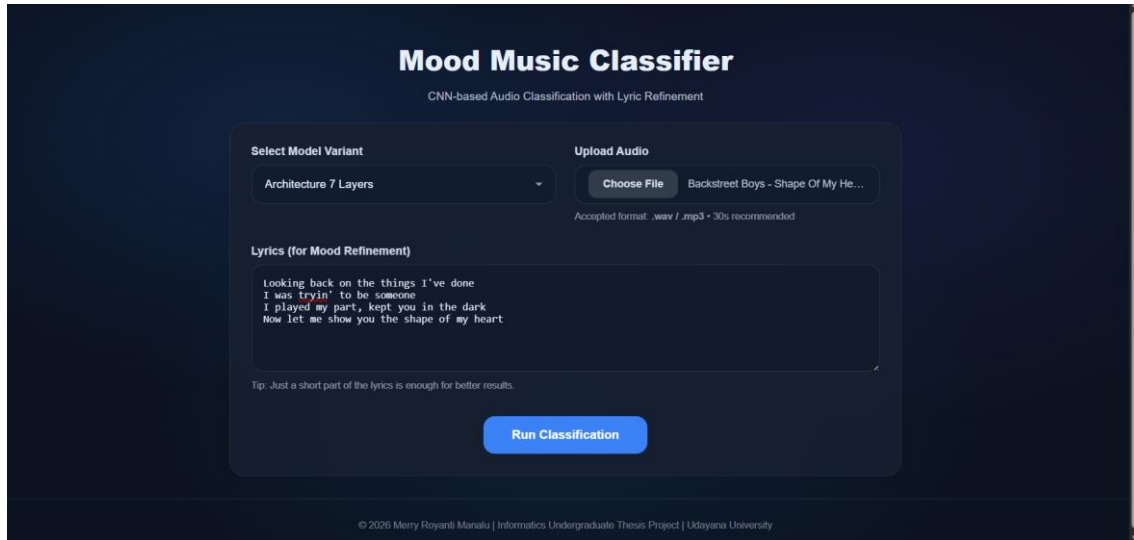 Mood Music Classifier
CNN-based Audio Classification with Lyric Refinement
Select Model Variant
Architecture 7 Layers
Upload Audio
Choose File Backstreet Boys - Shape Of My He...
Accepted format: .wav / .mp3 • 30s recommended
Lyrics (for Mood Refinement)
Looking back on the things I've done
I was tryin' to be someone
I played my part, kept you in the dark
Now let me show you the shape of my heart
Tip: Just a short part of the lyrics is enough for better results.
Run Classification
© 2026 Merry Royanti Manalu | Informatics Undergraduate Thesis Project | Udayana University